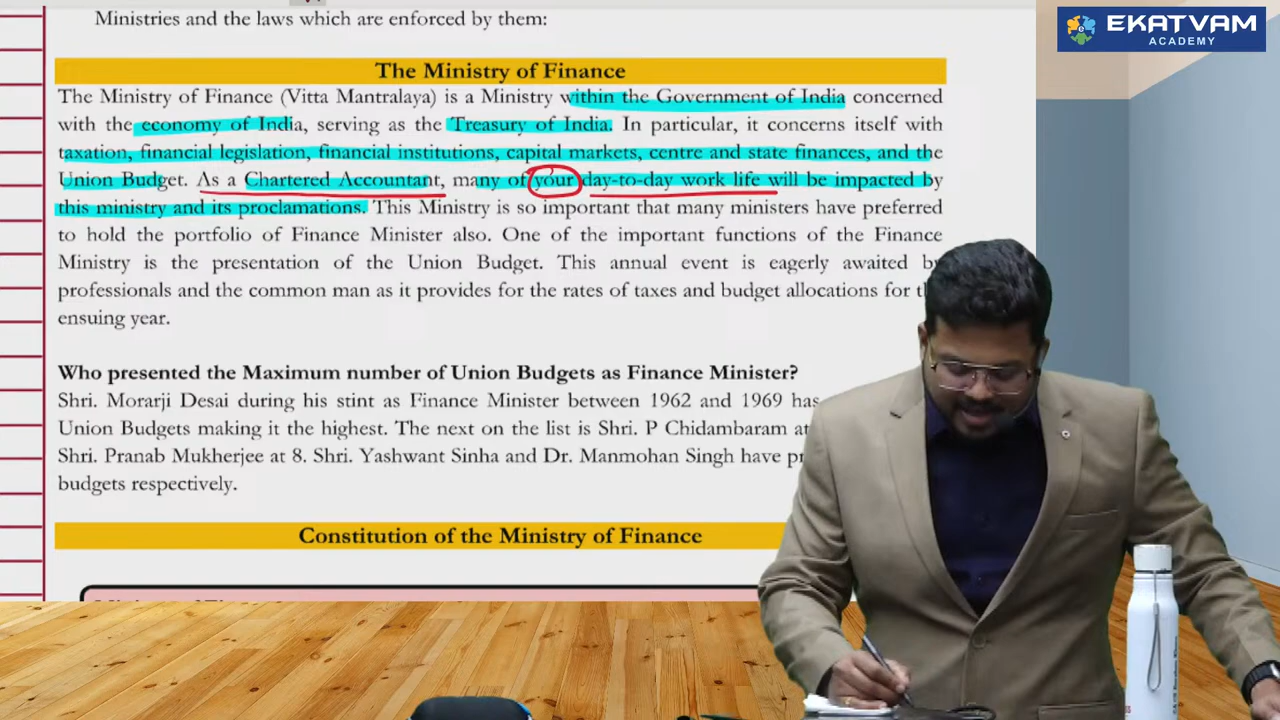 Ministries and the laws which are enforced by them:
EKATVAM
ACADEMY
The Ministry of Finance
The Ministry of Finance (Vitta Mantralaya) is a Ministry within the Government of India concerned
with the economy of India, serving as the Treasury of India. In particular, it concerns itself with
taxation, financial legislation, financial institutions, capital markets, centre and state finances, and the
Union Budget. As a Chartered Accountant, many of your day-to-day work life will be impacted by
this ministry and its proclamations. This Ministry is so important that many ministers have preferred
to hold the portfolio of Finance Minister also. One of the important functions of the Finance
Ministry is the presentation of the Union Budget. This annual event is eagerly awaited
professionals and the common man as it provides for the rates of taxes and budget allocations for
ensuing year.
Who presented the Maximum number of Union Budgets as Finance Minister?
Shri. Morarji Desai during his stint as Finance Minister between 1962 and 1969 has
Union Budgets making it the highest. The next on the list is Shri. P Chidambaram at
Shri. Pranab Mukherjee at 8. Shri. Yashwant Sinha and Dr. Manmohan Singh have
budgets respectively.
Constitution of the Ministry of Finance